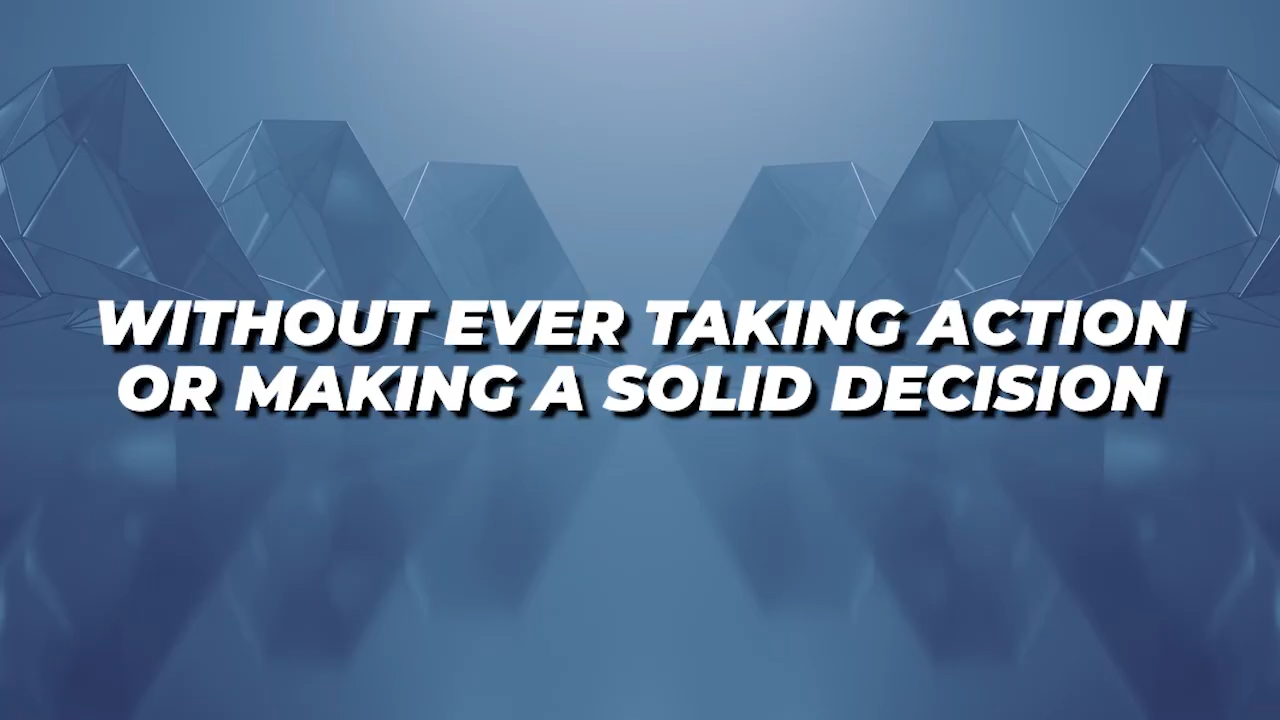 WITHOUT EVER TAKING ACTION
OR MAKING A SOLID DECISION